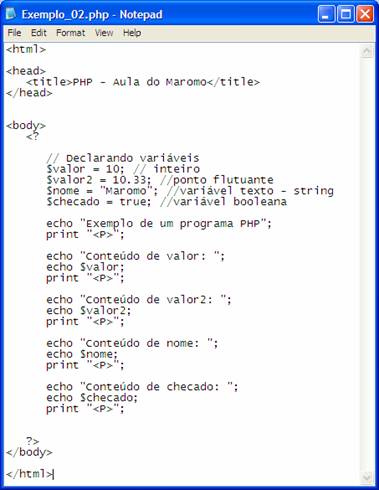 Exemplo_02.php - Notepad
File Edit Format View Help
<html>
<head>
<title>PHP - Aula do Maromo</title>
</head>
<body>
<?
// Declarando variáveis
$valor = 10; // inteiro
$valor2 = 10.33; //ponto flutuante
$nome = "Maromo"; //variável texto - string
$checado = true; //variável booleana
echo "Exemplo de um programa PHP";
print "<P>";
echo "Conteúdo de valor: ";
echo $valor;
print "<P>";
echo "Conteúdo de valor2: ";
echo $valor2;
print "<P>";
echo "Conteúdo de nome: ";
echo $nome;
print "<P>";
echo "Conteúdo de checado: ";
echo $checado;
print "<P>";
?>
</body>
</html>